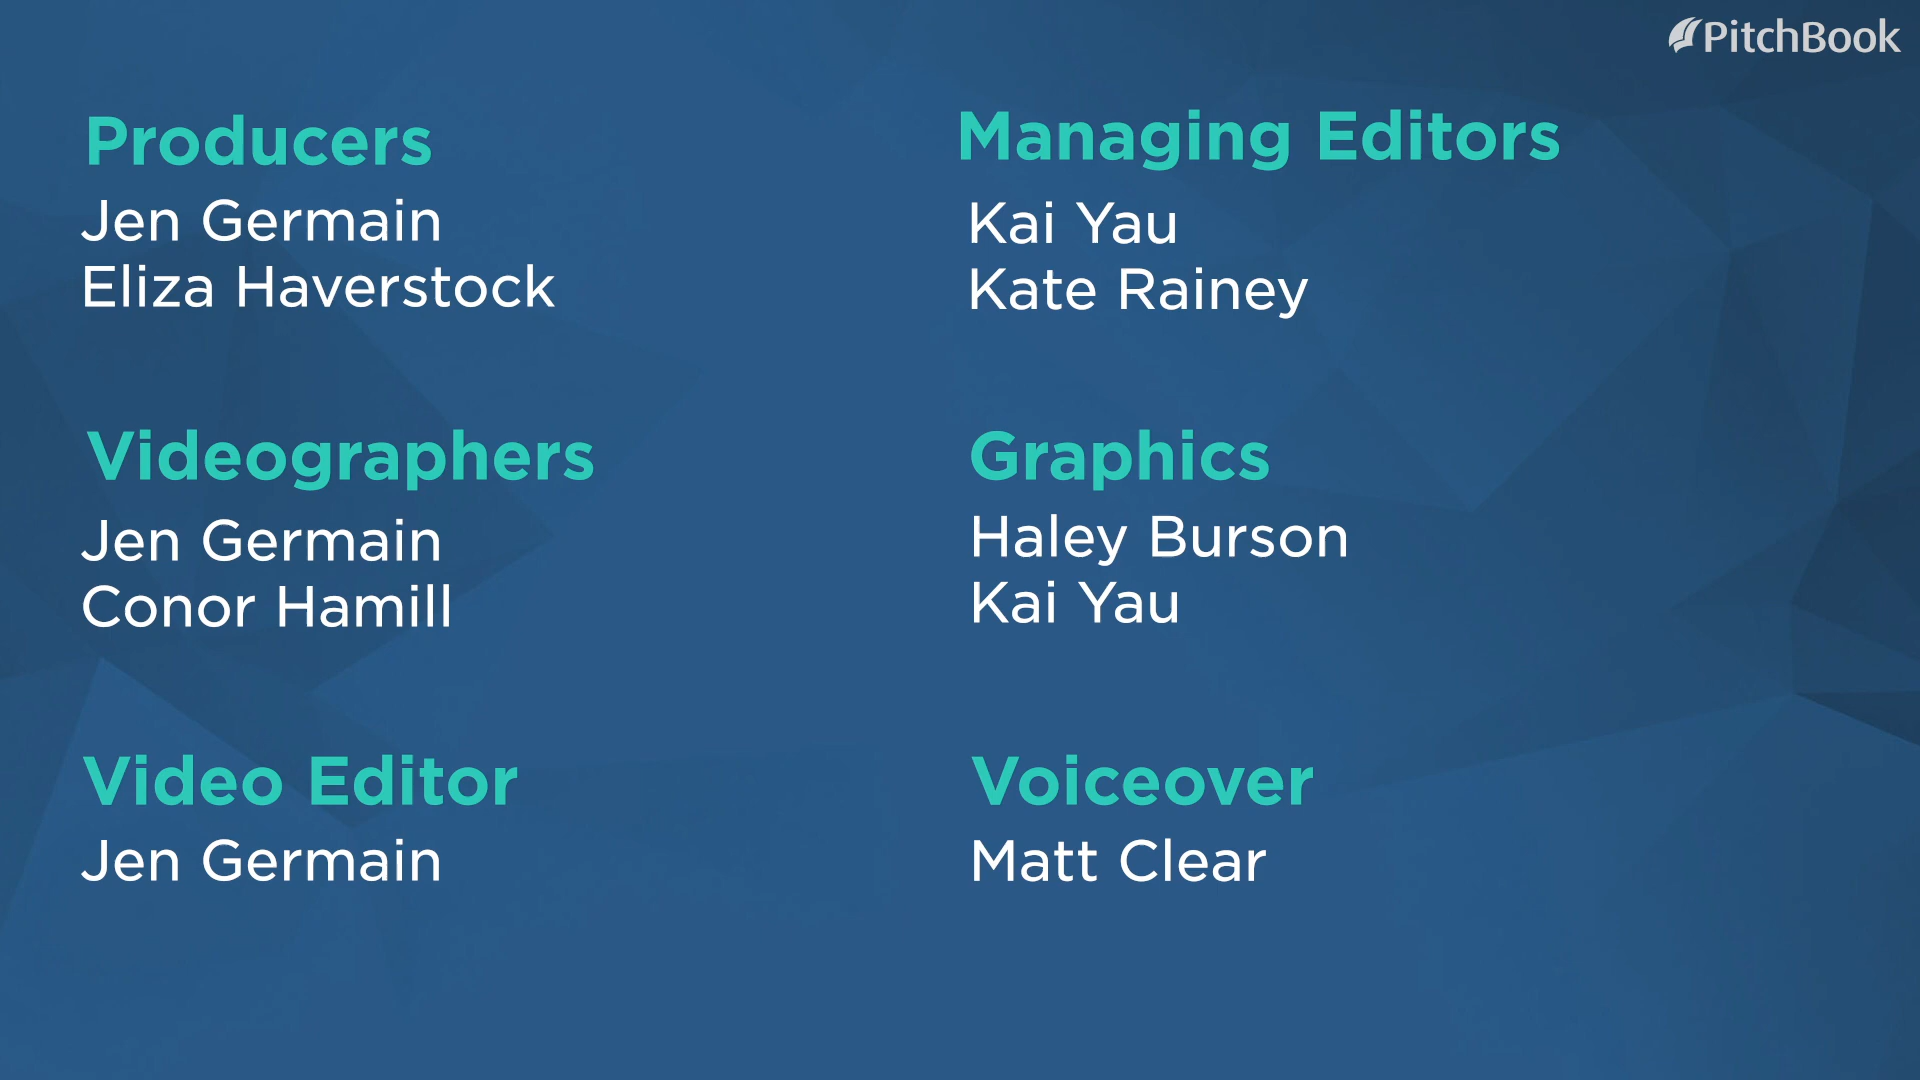 PitchBook
Producers
Jen Germain
Eliza Haverstock
Managing Editors
Kai Yau
Kate Rainey
Videographers
Jen Germain
Conor Hamill
Graphics
Haley Burson
Kai Yau
Video Editor
Jen Germain
Voiceover
Matt Clear